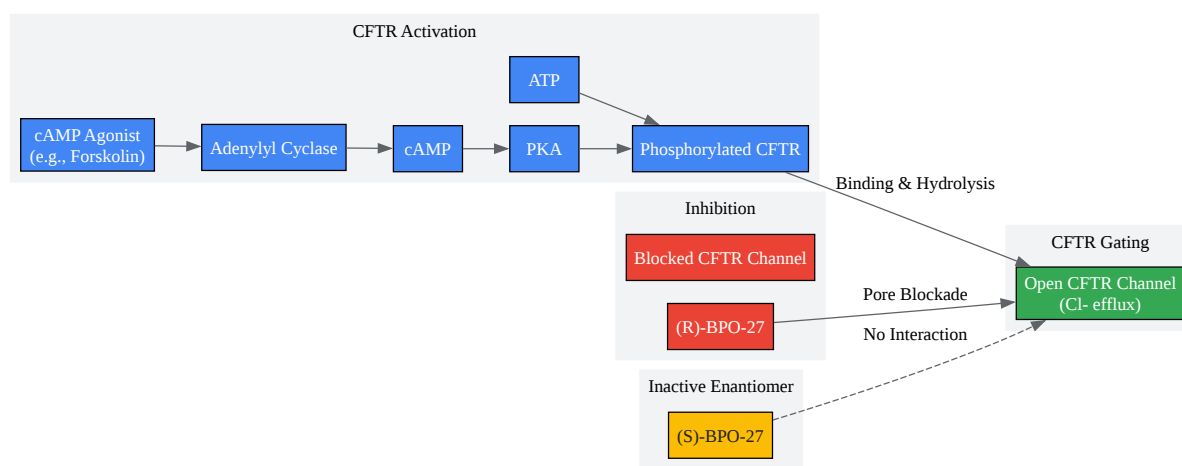 CFTR Activation
ATP
cAMP Agonist
(e.g., Forskolin)
Adenylyl Cyclase
cAMP
PKA
Phosphorylated CFTR
Binding & Hydrolysis
Inhibition
Blocked CFTR Channel
CFTR Gating
Open CFTR Channel
(Cl- efflux)
Pore Blockade
(R)-BPO-27
No Interaction
Inactive Enantiomer
(S)-BPO-27